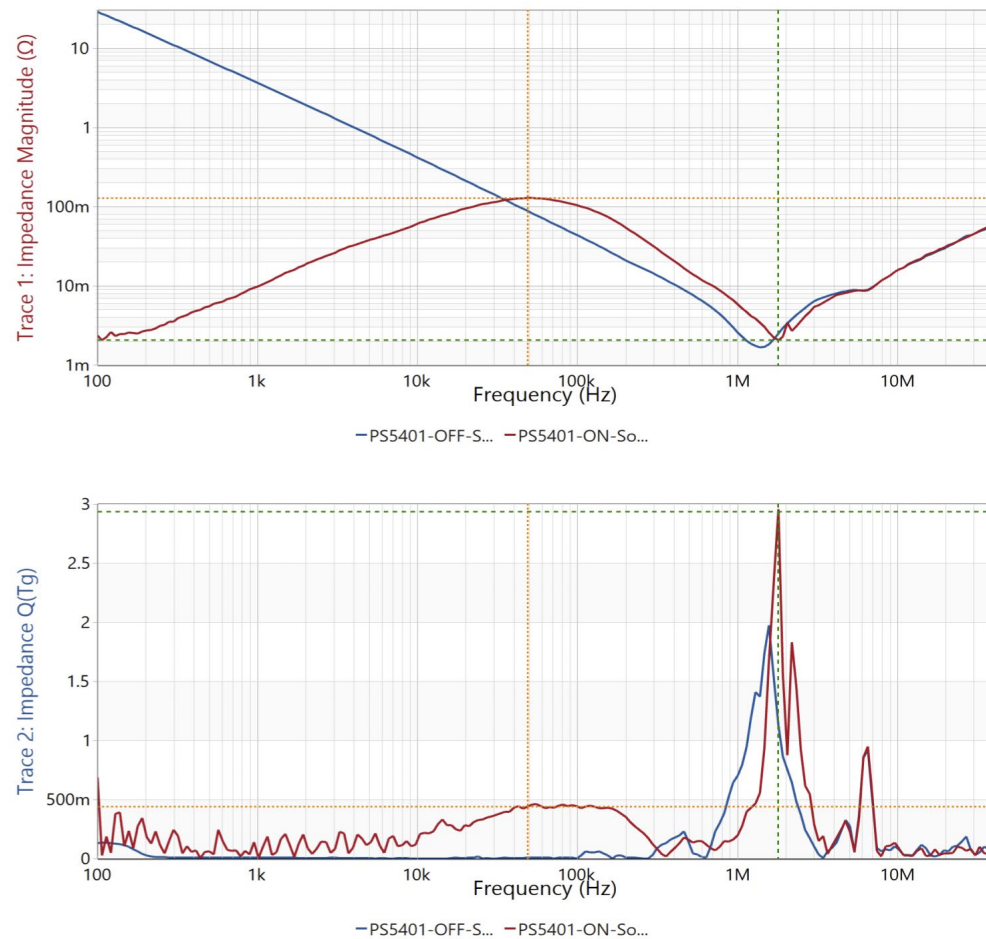 Trace 1: Impedance Magnitude (Ω)
10
1
100m
10m
1m
100 1k 10k 100k 1M 10M
Frequency (Hz)
PS5401-OFF-S... PS5401-ON-So...
Trace 2: Impedance Q(Tg)
3
2.5
2
1.5
1
500m
0
100 1k 10k 100k 1M 10M
Frequency (Hz)
PS5401-OFF-S... PS5401-ON-So...